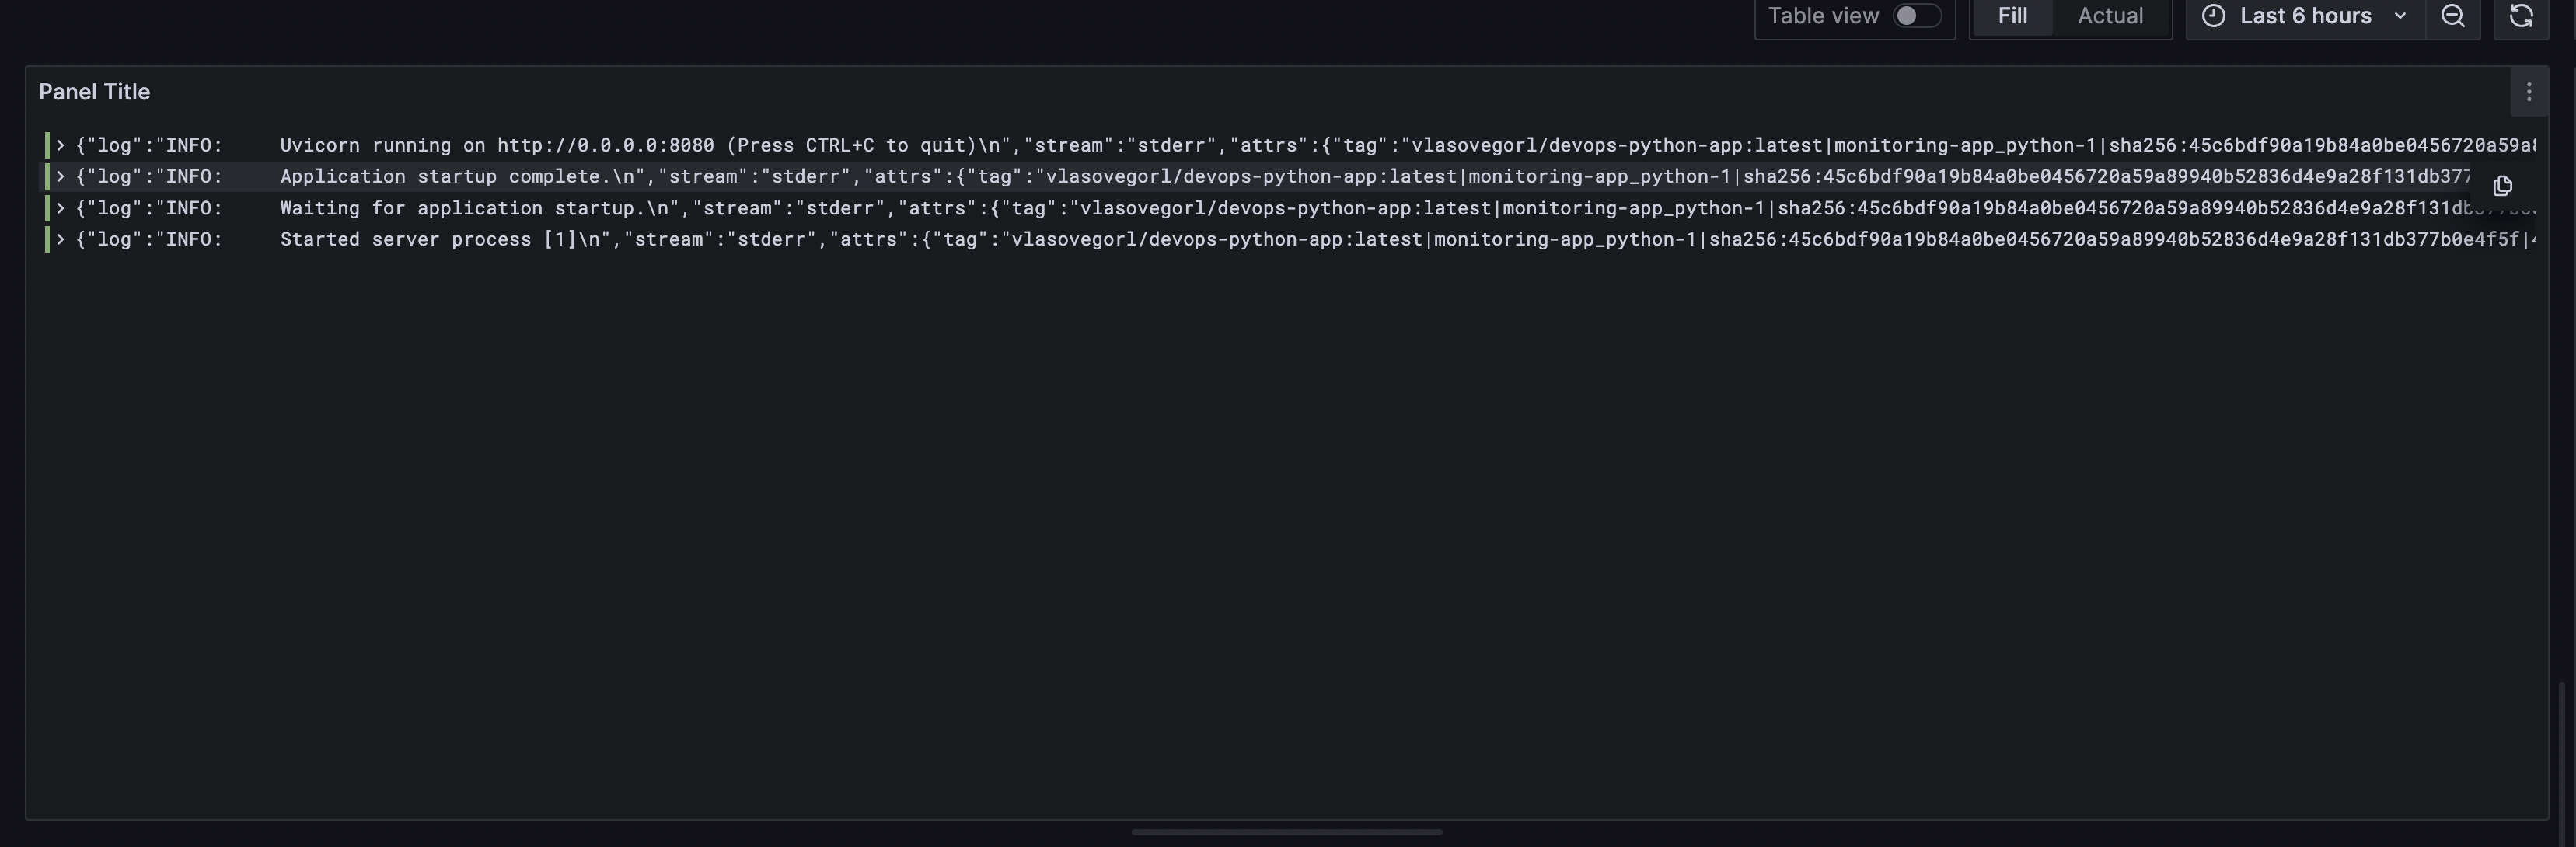 Table view Fill Actual Last 6 hours
Panel Title
{"log":"INFO:     Uvicorn running on http://0.0.0.0:8080 (Press CTRL+C to quit)\n","stream":"stderr","attrs":{"tag":"vlasovegorl/devops-python-app:latest|monitoring-app_python-1|sha256:45c6bdf90a19b84a0be0456720a59a8
{"log":"INFO:     Application startup complete.\n","stream":"stderr","attrs":{"tag":"vlasovegorl/devops-python-app:latest|monitoring-app_python-1|sha256:45c6bdf90a19b84a0be0456720a59a89940b52836d4e9a28f131db377
{"log":"INFO:     Waiting for application startup.\n","stream":"stderr","attrs":{"tag":"vlasovegorl/devops-python-app:latest|monitoring-app_python-1|sha256:45c6bdf90a19b84a0be0456720a59a89940b52836d4e9a28f131db
{"log":"INFO:     Started server process [1]\n","stream":"stderr","attrs":{"tag":"vlasovegorl/devops-python-app:latest|monitoring-app_python-1|sha256:45c6bdf90a19b84a0be0456720a59a89940b52836d4e9a28f131db377b0e4f5f|